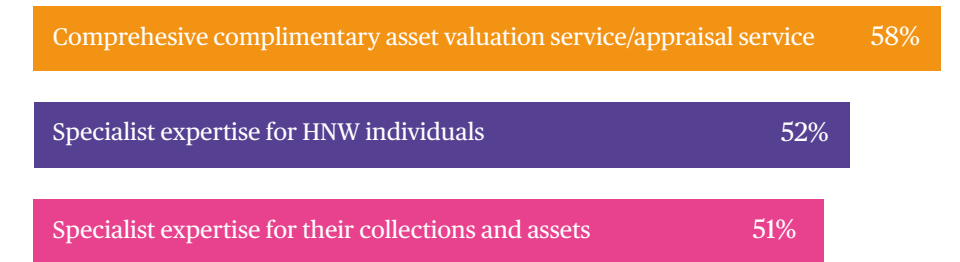 Comprehesive complimentary asset valuation service/appraisal service 58%
Specialist expertise for HNW individuals 52%
Specialist expertise for their collections and assets 51%